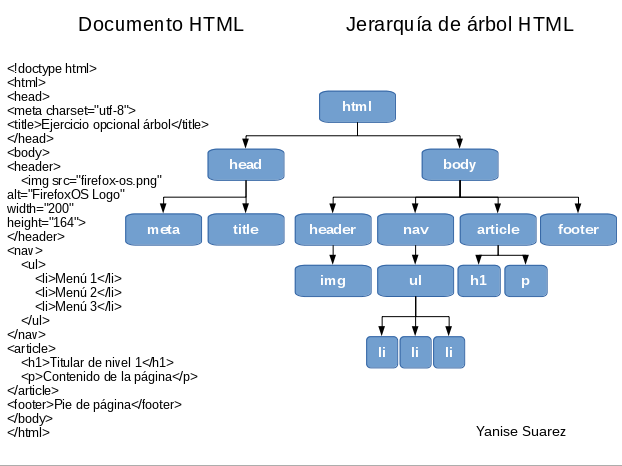 Documento HTML
Jerarquía de árbol HTML
<!doctype html>
<html>
<head>
<meta charset="utf-8">
<title>Ejercicio opcional árbol</title>
</head>
<body>
<header>
<img src="firefox-os.png"
alt="FirefoxOS Logo"
width="200"
height="164">
</header>
<nav>
<ul>
<li>Menú 1</li>
<li>Menú 2</li>
<li>Menú 3</li>
</ul>
</nav>
<article>
<h1>Titular de nivel 1</h1>
<p>Contenido de la página</p>
</article>
<footer>Pie de página</footer>
</body>
</html>
html
head body
meta title header nav article footer
img ul h1 p
li li li
Yanise Suarez